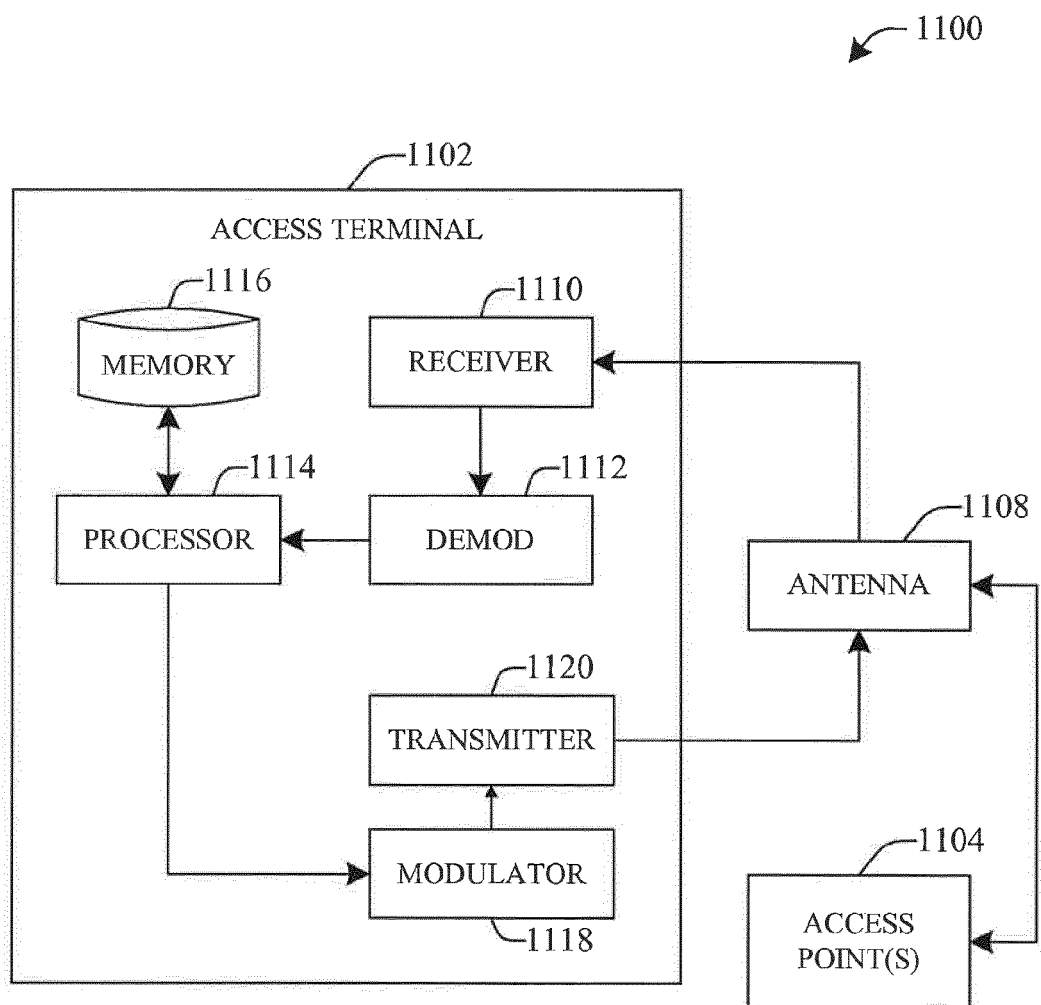 1100
1102
ACCESS TERMINAL
1116
1110
MEMORY
RECEIVER
1114
1112
PROCESSOR
DEMOD
1108
ANTENNA
1120
TRANSMITTER
1104
MODULATOR
1118
ACCESS
POINT(S)